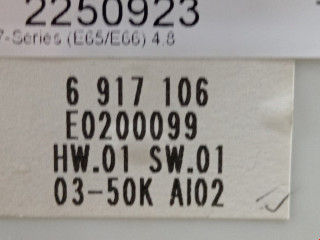 2250923
7-Series (E65/E66) 4.8
6 917 106
E0200099
HW.01 SW.01
03-50K AI02